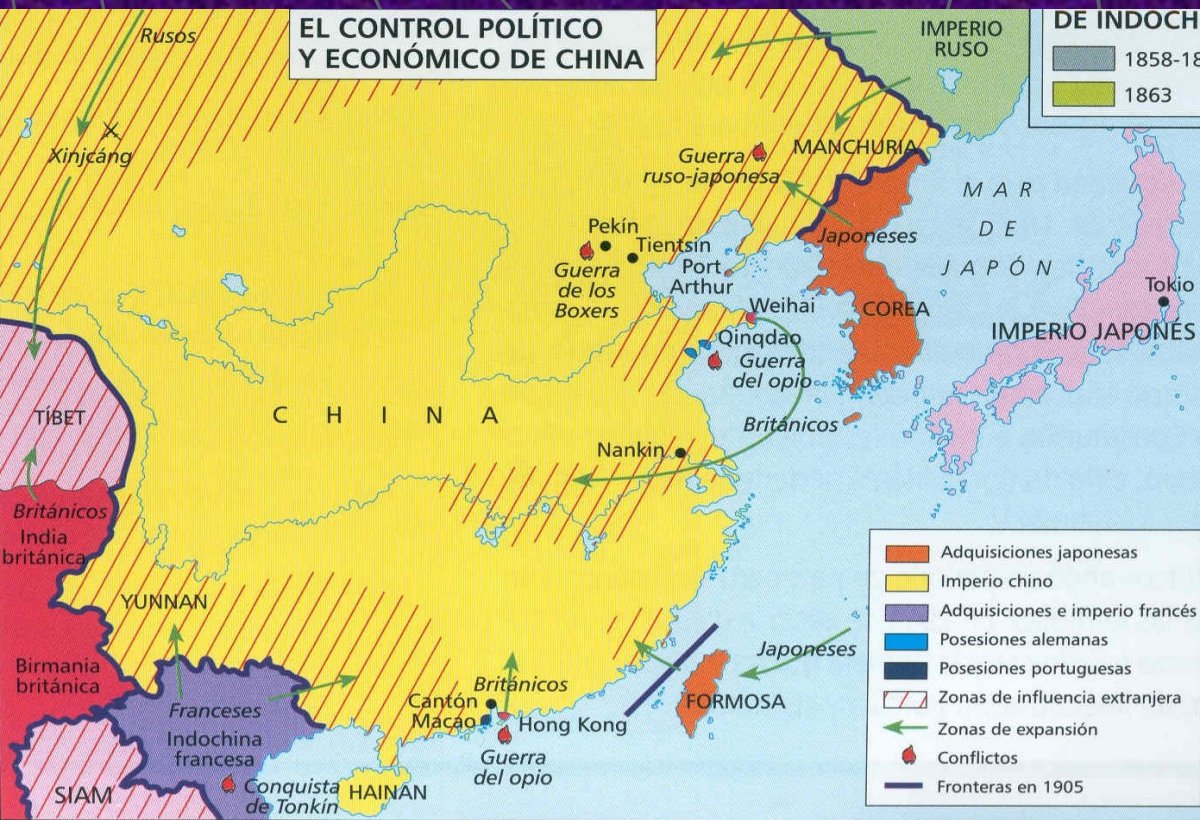 EL CONTROL POLÍTICO
Y ECONÓMICO DE CHINA
DE INDOCH
1858-18
1863
Rusos
IMPERIO
RUSO
Xinjcáng
MANCHURIA
Guerra
ruso-japonesa
MAR
DE
JAPÓN
Pekín
Tientsin
Guerra
de los
Boxers
Port
Arthur
Japoneses
Weihai
COREA
Tokio
IMPERIO JAPONÉS
Qinqdao
Guerra
del opio
TÍBET
CHINA
Británicos
Nankin
Británicos
India
británica
YUNNAN
Birmania
británica
Franceses
Indochina
francesa
Cantón
Macao
Británicos
Hong Kong
Guerra
del opio
Japoneses
FORMOSA
SIAM
Conquista
de Tonkín
HAINAN
Adquisiciones japonesas
Imperio chino
Adquisiciones e imperio francés
Posesiones alemanas
Posesiones portuguesas
Zonas de influencia extranjera
Zonas de expansión
Conflictos
Fronteras en 1905